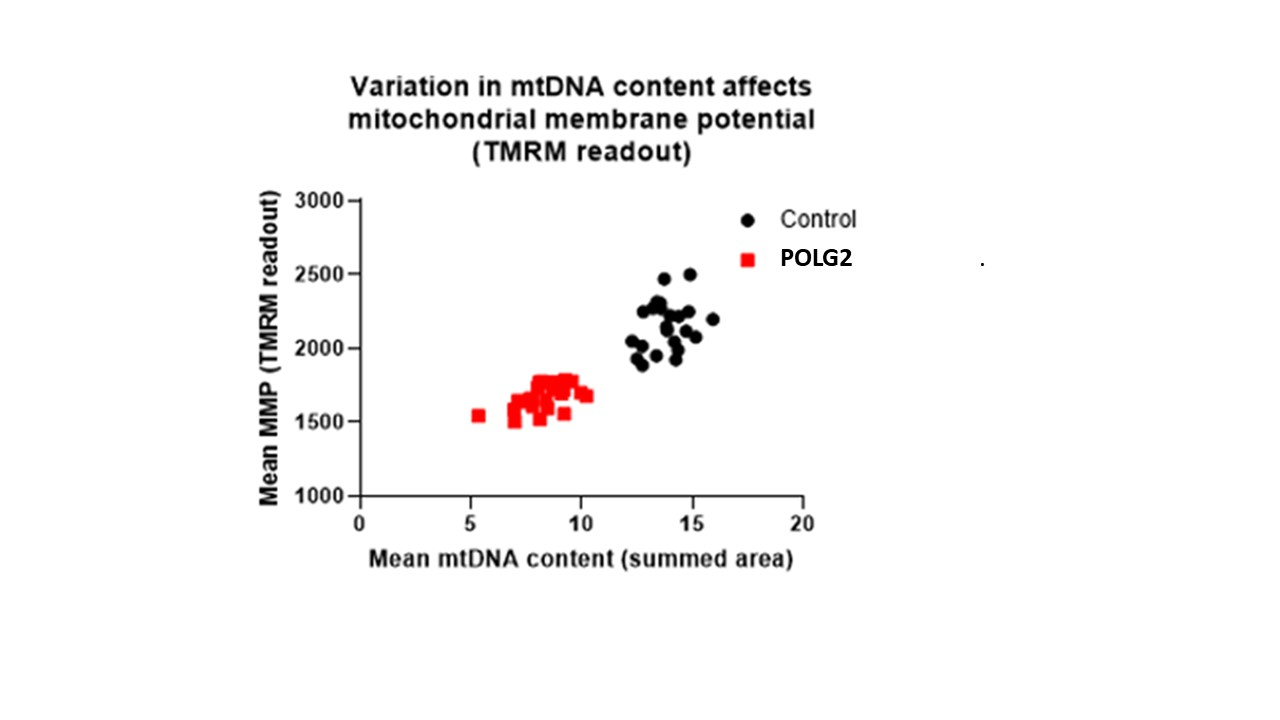 Variation in mtDNA content affects
mitochondrial membrane potential
(TMRM readout)
Mean MMP (TMRM readout)
3000
2500
2000
1500
1000
0
5
10
15
20
Mean mtDNA content (summed area)
Control
POLG2
.